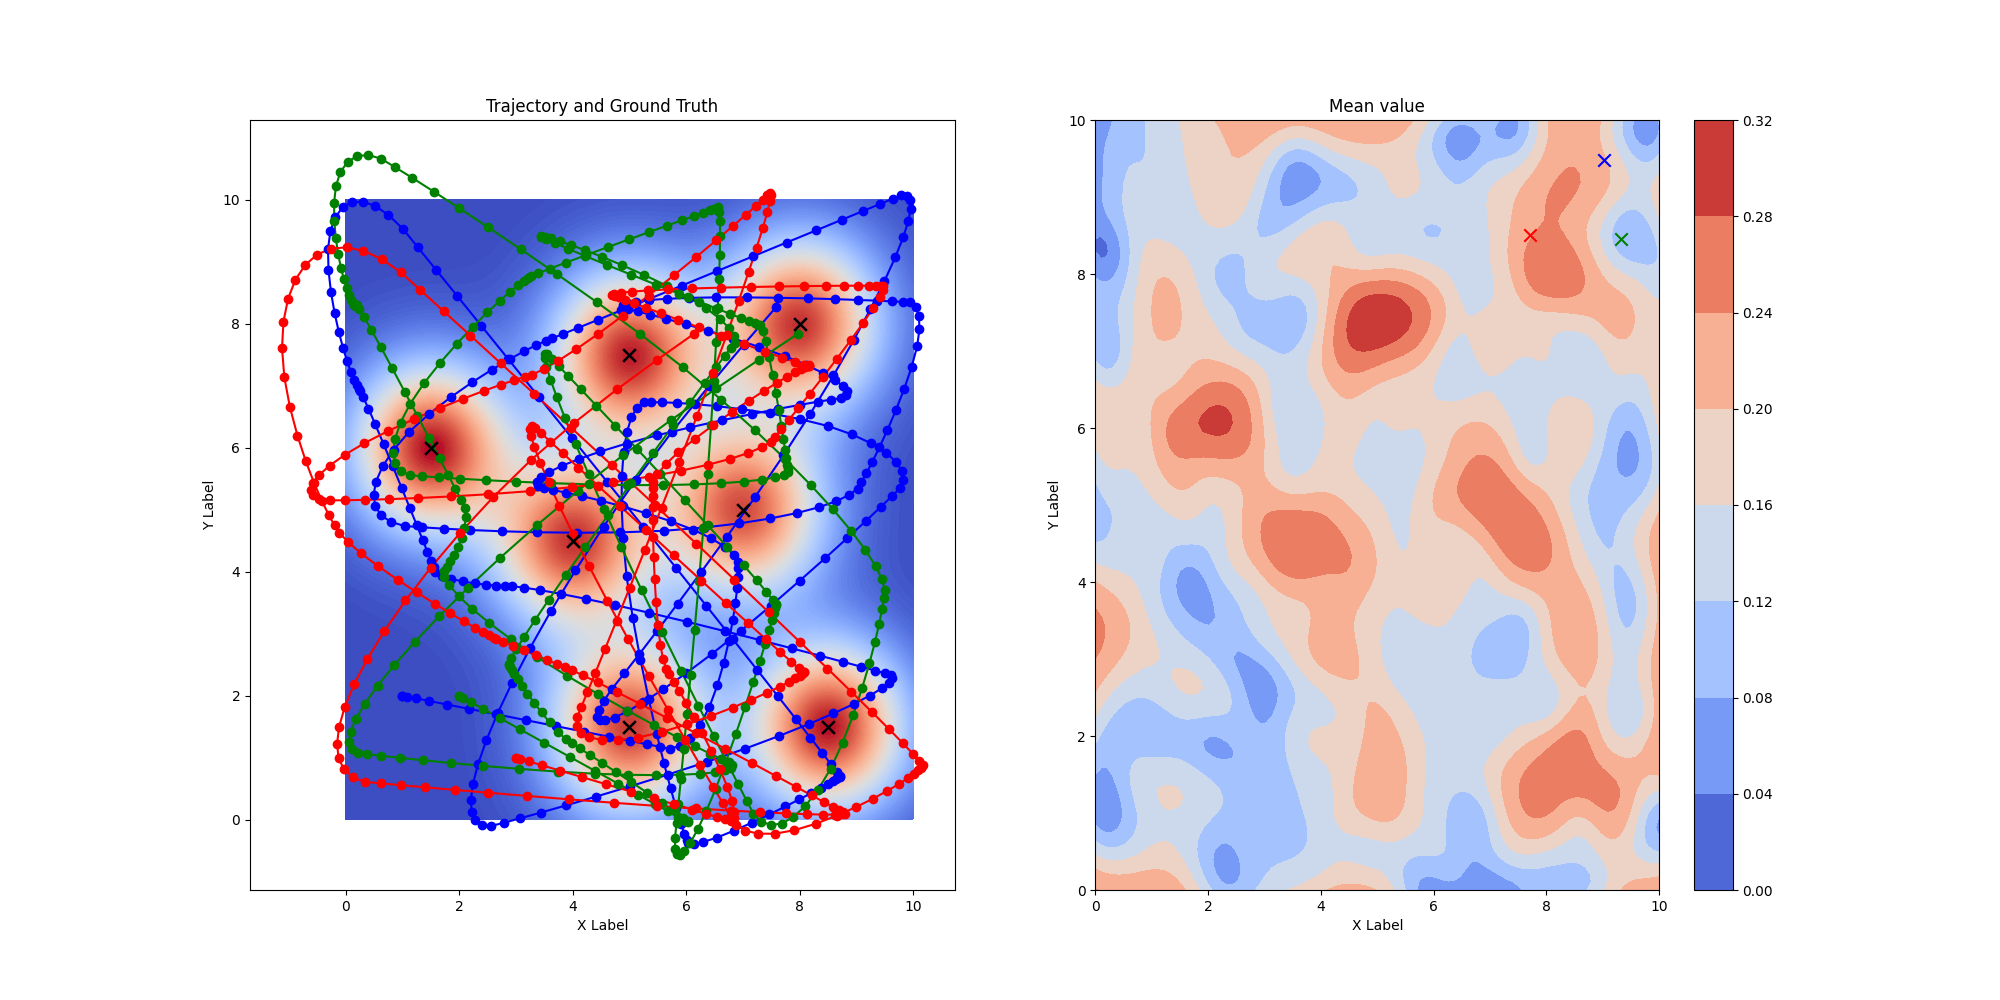 Trajectory and Ground Truth
Y Label
10
8
6
4
2
0
0 2 4 6 8 10
X Label
Mean value
Y Label
10
8
6
4
2
0
0 2 4 6 8 10
X Label
0.32
0.28
0.24
0.20
0.16
0.12
0.08
0.04
0.00